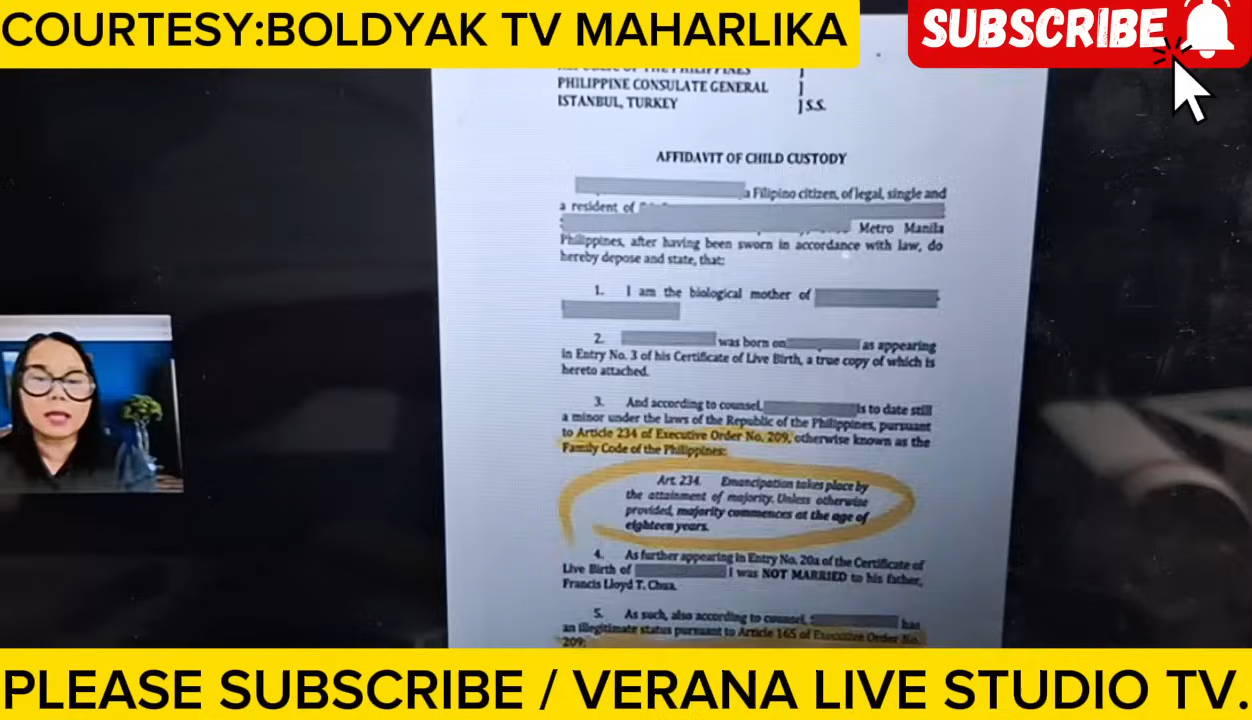 COURTESY:BOLDYAK TV MAHARLIKA
SUBSCRIBE
REPUBLIC OF THE PHILIPPINES ]
PHILIPPINE CONSULATE GENERAL ]
ISTANBUL, TURKEY ] S.S.
AFFIDAVIT OF CHILD CUSTODY
a Filipino citizen, of legal, single and
a resident of
Metro Manila
Philippines, after having been sworn in accordance with law, do
hereby depose and state, that:
1. I am the biological mother of
2. was born on as appearing
in Entry No. 3 of his Certificate of Live Birth, a true copy of which is
hereto attached.
3. And according to counsel, is to date still
a minor under the laws of the Republic of the Philippines, pursuant
to Article 234 of Executive Order No. 209, otherwise known as the
Family Code of the Philippines:
Art. 234. Emancipation takes place by
the attainment of majority. Unless otherwise
provided, majority commences at the age of
eighteen years.
4. As further appearing in Entry No. 20a of the Certificate of
Live Birth of I was NOT MARRIED to his father,
Francis Lloyd T. Chua.
5. As such, also according to counsel, has
an illegitimate status pursuant to Article 165 of Executive Order No.
209:
PLEASE SUBSCRIBE / VERANA LIVE STUDIO TV.